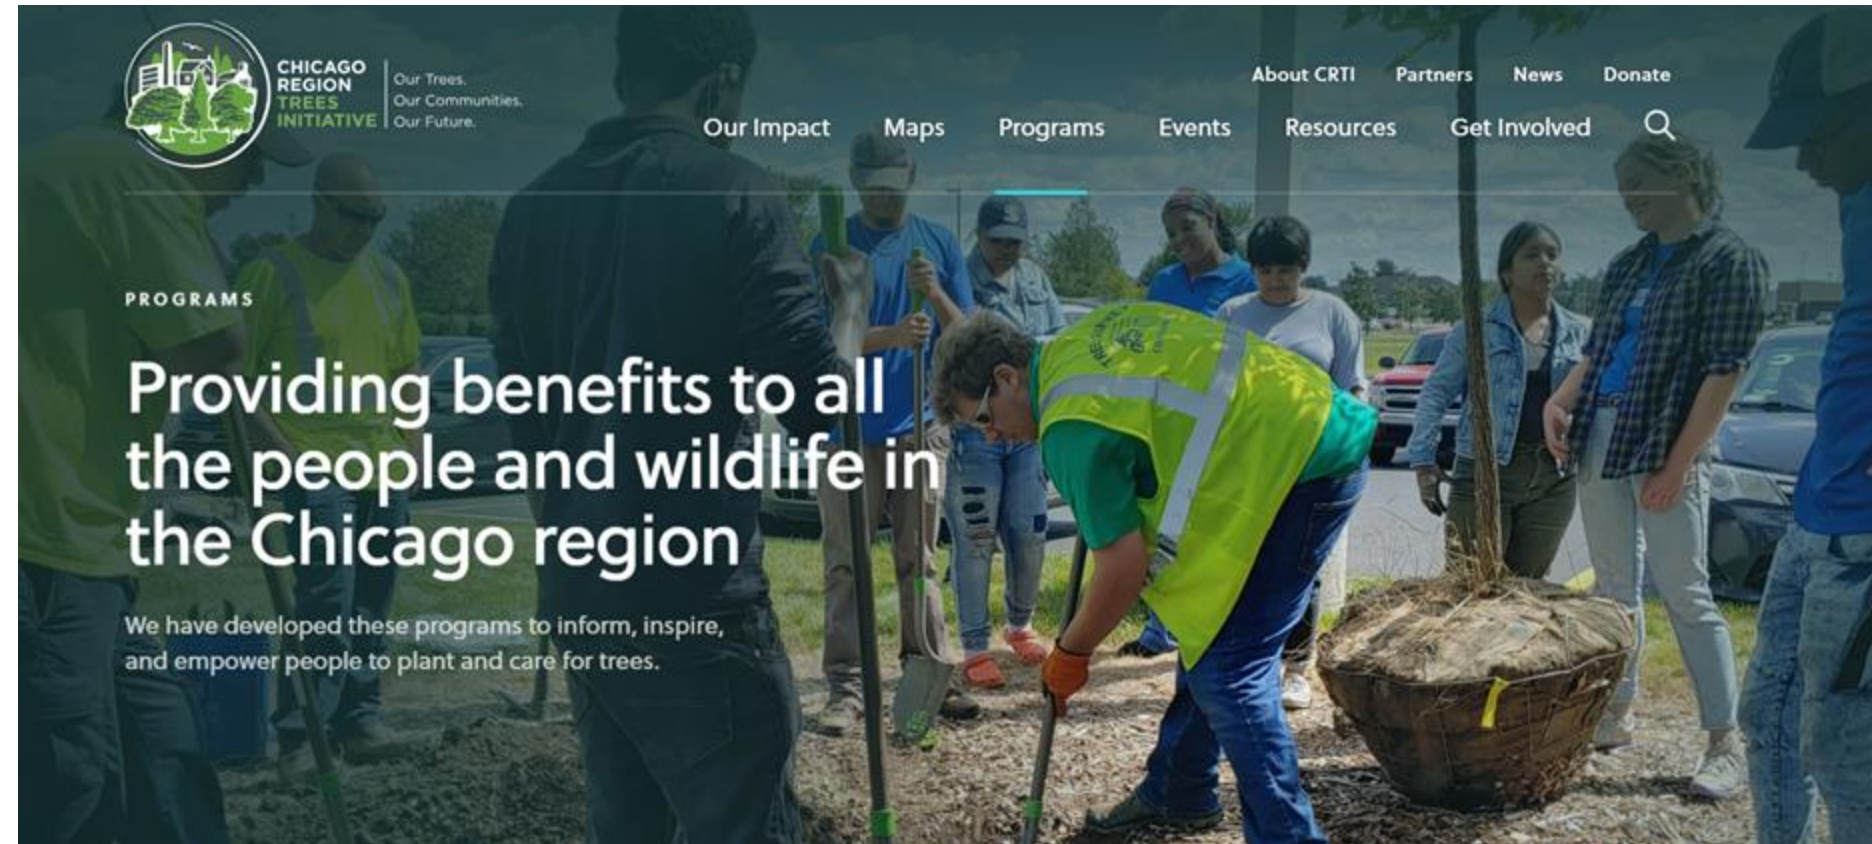 CHICAGO
REGION
TREES
INITIATIVE
Our Trees.
Our Communities.
Our Future.
About CRTI Partners News Donate
Our Impact Maps Programs Events Resources Get Involved
PROGRAMS
Providing benefits to all
the people and wildlife in
the Chicago region
We have developed these programs to inform, inspire,
and empower people to plant and care for trees.